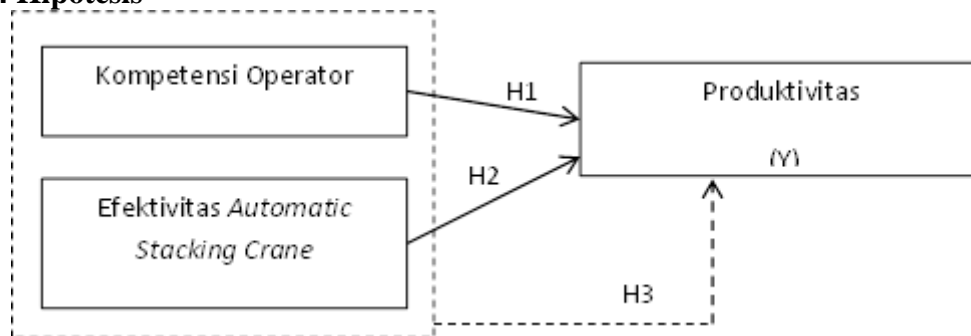 Hipotesis
Kompetensi Operator
H1
Produktivitas
(Y)
H2
Efektivitas Automatic
Stacking Crane
H3